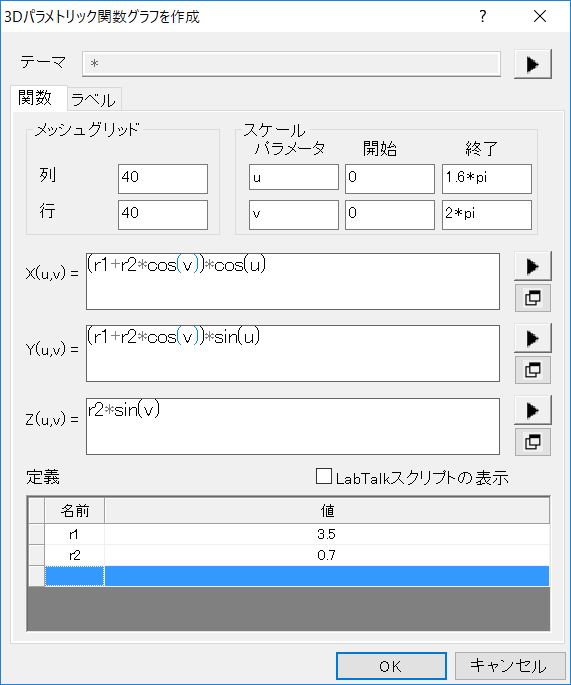 3Dパラメトリック関数グラフを作成 ?
テーマ *
関数 ラベル
メッシュグリッド スケール
パラメータ 開始 終了
列 40 u 0 1.6*pi
行 40 v 0 2*pi
X(u,v) = (r1+r2*cos(v))*cos(u)
Y(u,v) = (r1+r2*cos(v))*sin(u)
Z(u,v) = r2*sin(v)
定義 LabTalkスクリプトの表示
名前 値
r1 3.5
r2 0.7
OK キャンセル